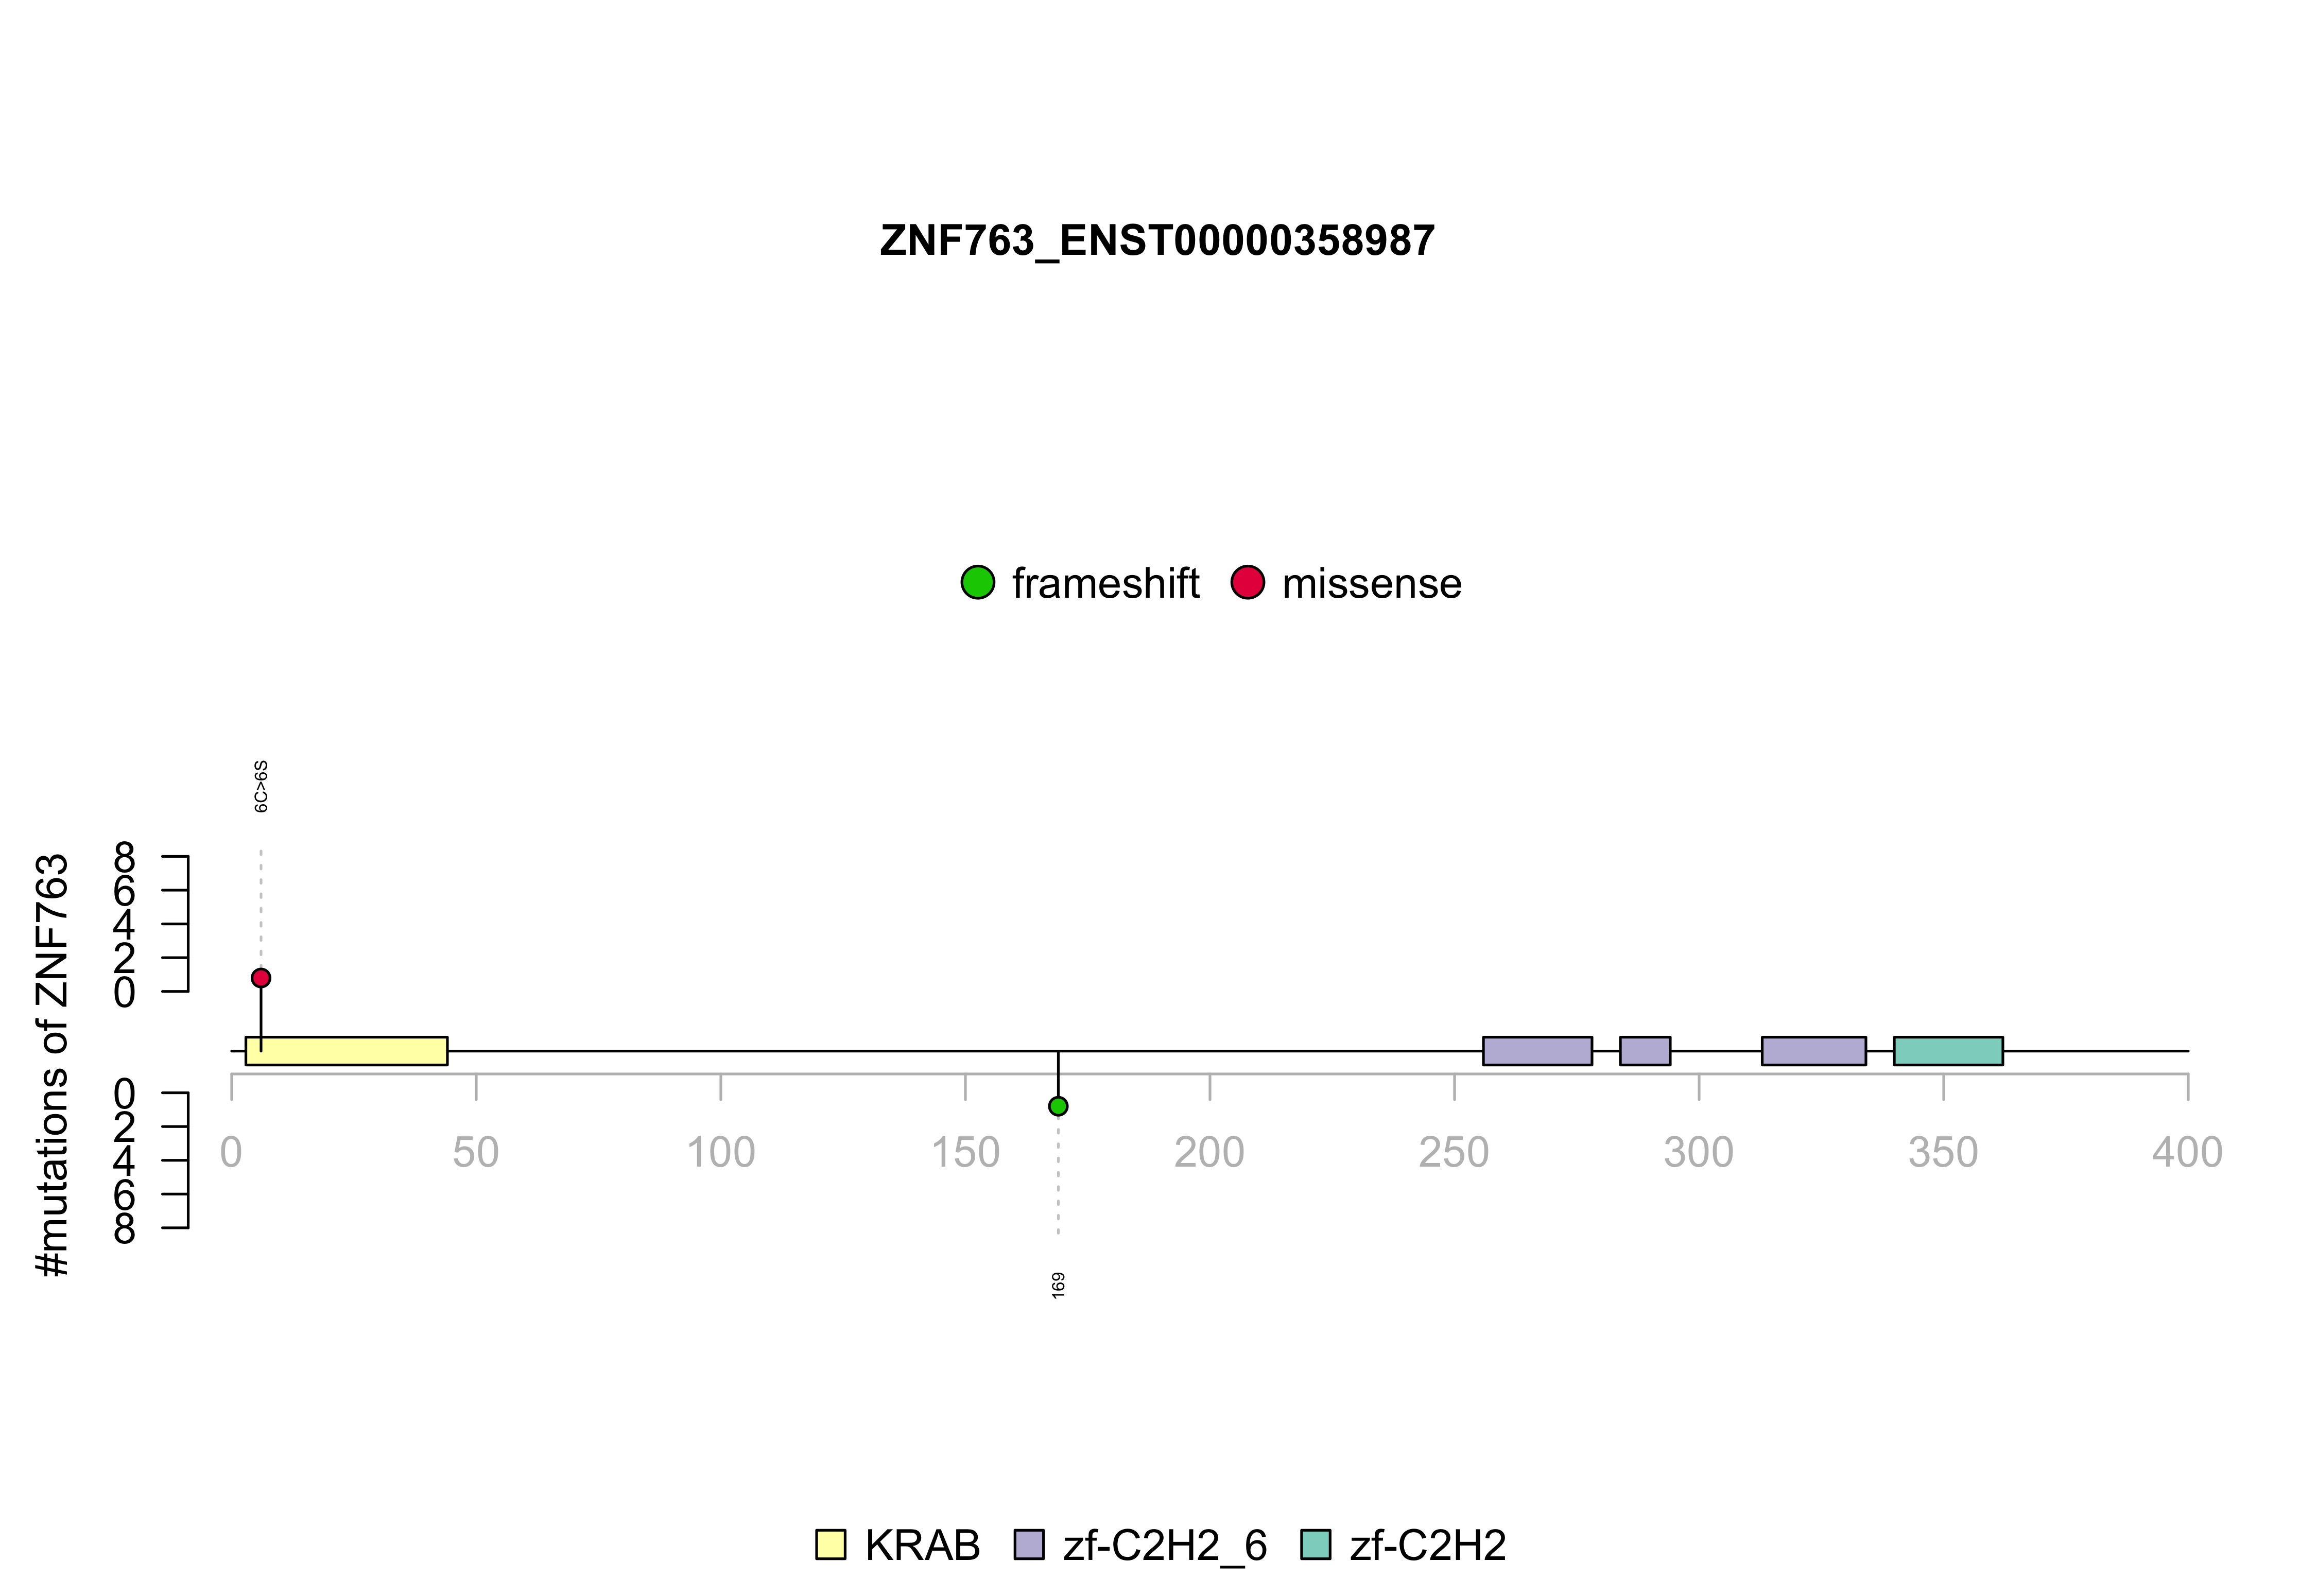 ZNF763_ENST00000358987
frameshift missense
6C>6S
#mutations of ZNF763
8
6
4
2
0
0
2
4
6
8
0 50 100 150 200 250 300 350 400
169
KRAB zf-C2H2_6 zf-C2H2